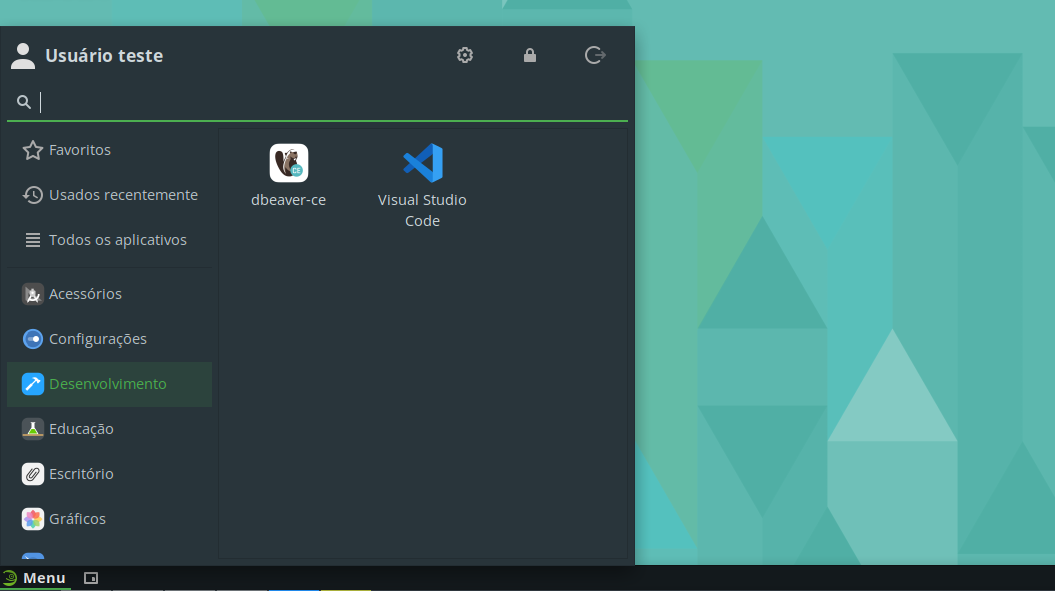 Usuário teste
Favoritos
Usados recentemente
Todos os aplicativos
Acessórios
Configurações
Desenvolvimento
Educação
Escritório
Gráficos
CE
dbeaver-ce
Visual Studio
Code
Menu